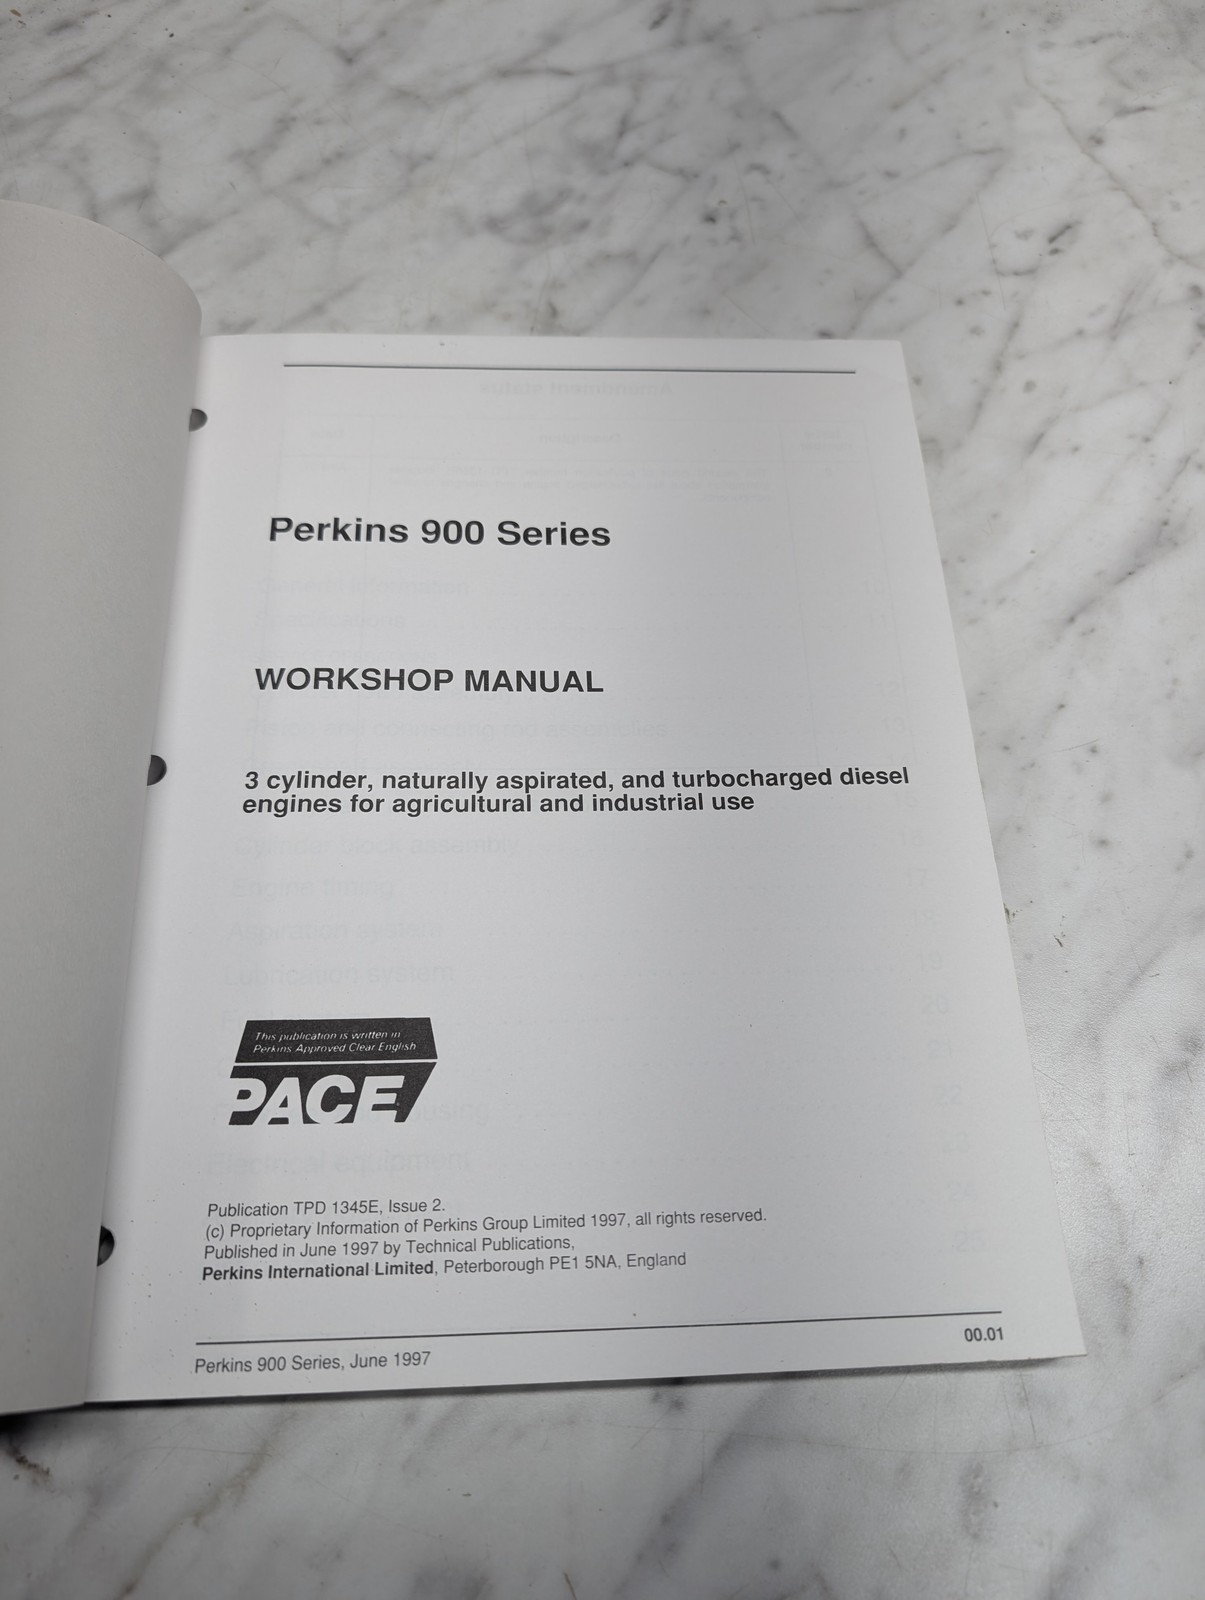 Perkins 900 Series
WORKSHOP MANUAL
3 cylinder, naturally aspirated, and turbocharged diesel
engines for agricultural and industrial use
This publication is written in
Perkins Approved Clear English
PACE
Publication TPD 1345E, Issue 2.
(c) Proprietary Information of Perkins Group Limited 1997, all rights reserved.
Published in June 1997 by Technical Publications,
Perkins International Limited, Peterborough PE1 5NA, England
Perkins 900 Series, June 1997
00.01